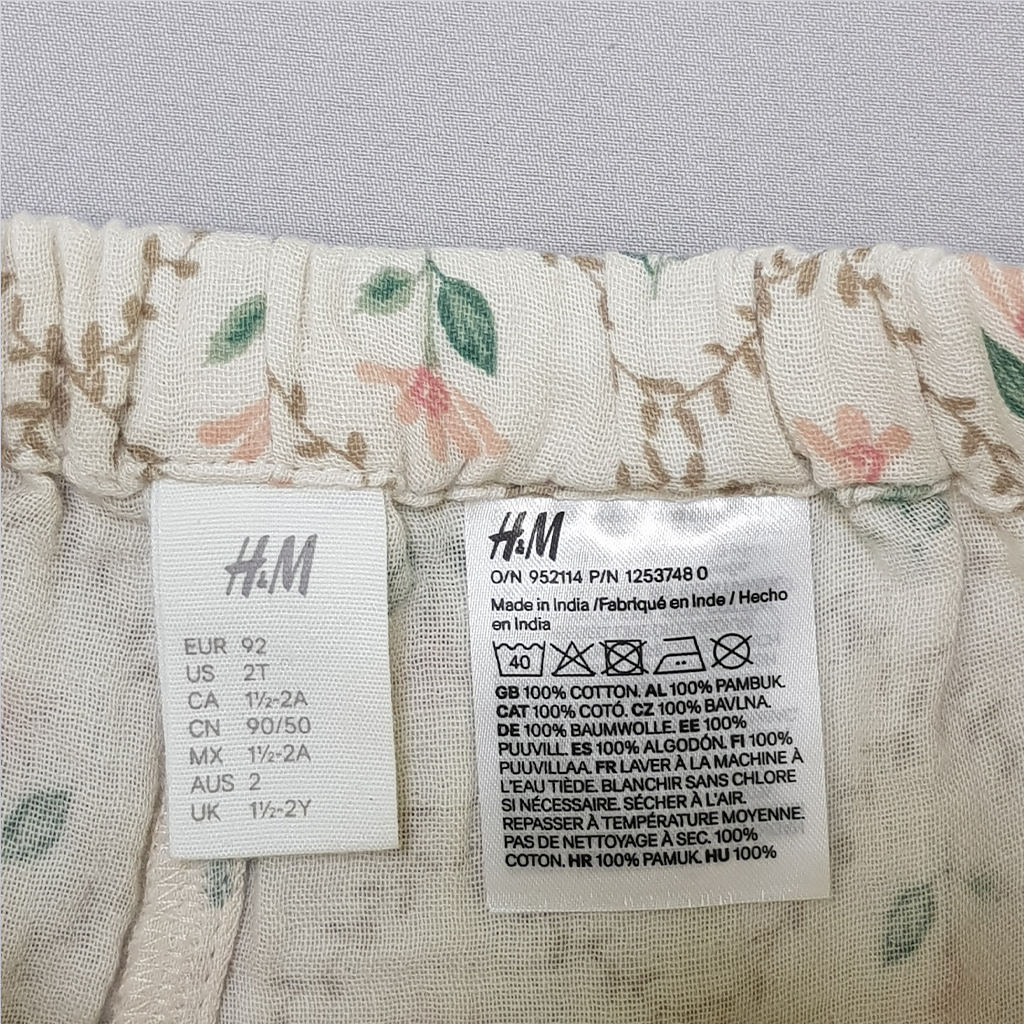 H&M
EUR 92
US 2T
CA 1½-2A
CN 90/50
MX 1½-2A
AUS 2
UK 1½-2Y
H&M
O/N 952114 P/N 1253748 0
Made in India /Fabriqué en Inde / Hecho
en India
40
GB 100% COTTON. AL 100% PAMBUK.
CAT 100% COTÓ. CZ 100% BAVLNA.
DE 100% BAUMWOLLE. EE 100%
PUUVILL. ES 100% ALGODÓN. FI 100%
PUUVILLAA. FR LAVER À LA MACHINE À
L'EAU TIÈDE. BLANCHIR SANS CHLORE
SI NÉCESSAIRE. SÉCHER À L'AIR.
REPASSER À TEMPÉRATURE MOYENNE.
PAS DE NETTOYAGE À SEC. 100%
COTON. HR 100% PAMUK. HU 100%